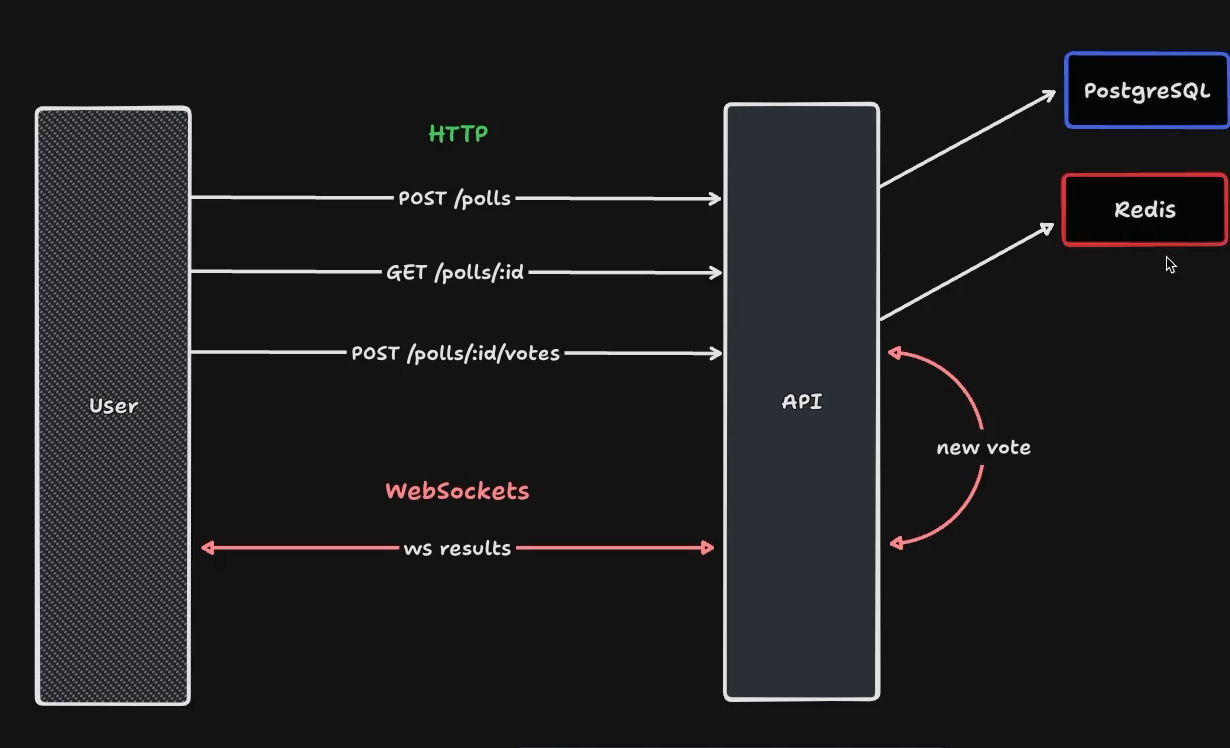 PostgreSQL
HTTP
POST /polls
Redis
GET /polls/:id
POST /polls/:id/votes
User
API
new vote
WebSockets
ws results